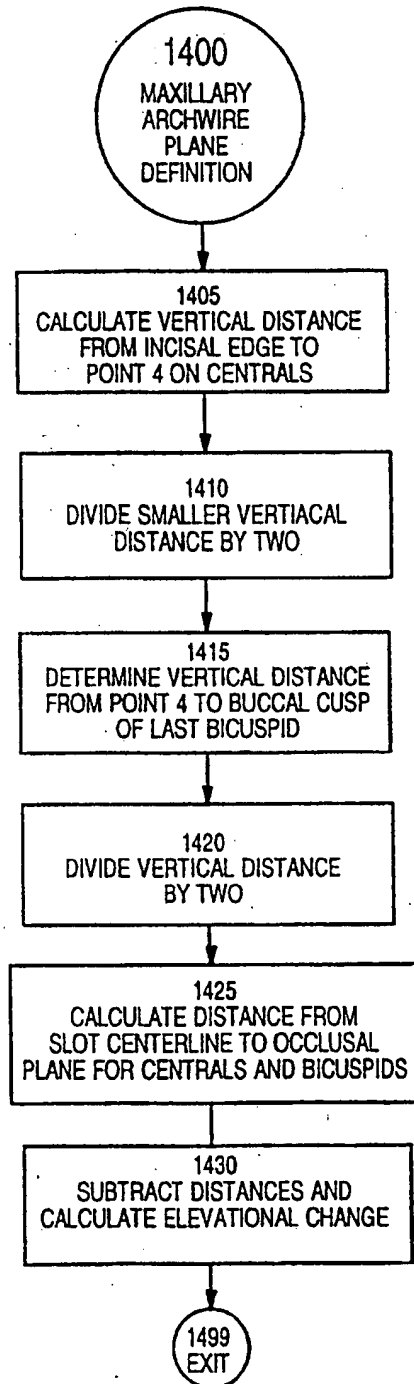 1400
MAXILLARY
ARCHWIRE
PLANE
DEFINITION
1405
CALCULATE VERTICAL DISTANCE
FROM INCISAL EDGE TO
POINT 4 ON CENTRALS
1410
DIVIDE SMALLER VERTIACAL
DISTANCE BY TWO
1415
DETERMINE VERTICAL DISTANCE
FROM POINT 4 TO BUCCAL CUSP
OF LAST BICUSPID
1420
DIVIDE VERTICAL DISTANCE
BY TWO
1425
CALCULATE DISTANCE FROM
SLOT CENTERLINE TO OCCLUSAL
PLANE FOR CENTRALS AND BICUSPIDS
1430
SUBTRACT DISTANCES AND
CALCULATE ELEVATIONAL CHANGE
1499
EXIT